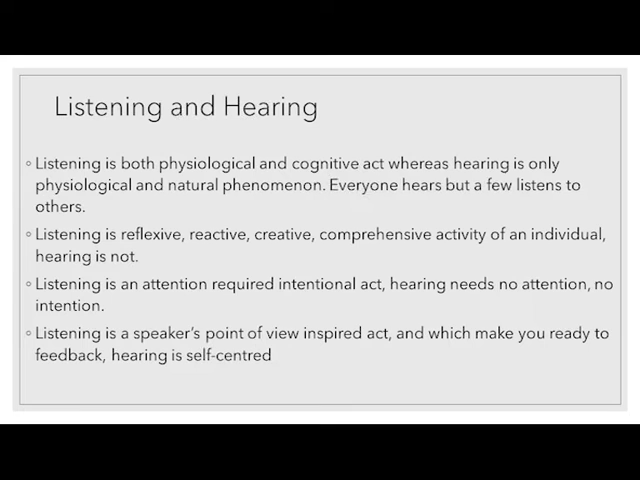 Listening and Hearing
◦ Listening is both physiological and cognitive act whereas hearing is only
physiological and natural phenomenon. Everyone hears but a few listens to
others.
◦ Listening is reflexive, reactive, creative, comprehensive activity of an individual,
hearing is not.
◦ Listening is an attention required intentional act, hearing needs no attention, no
intention.
◦ Listening is a speaker's point of view inspired act, and which make you ready to
feedback, hearing is self-centred